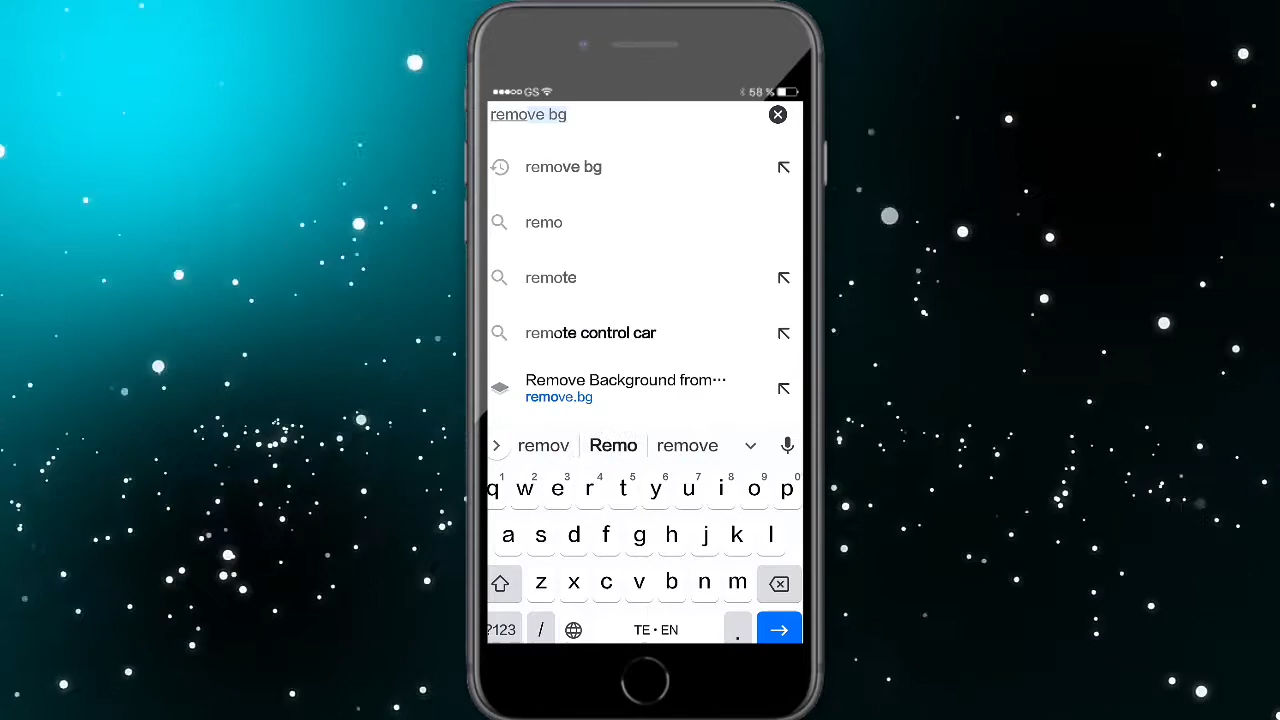 GS 58 %
remove bg
remove bg
remo
remote
remote control car
Remove Background from···
remove.bg
remov Remo remove
1 2 3 4 5 6 7 8 9 0
q w e r t y u i o p
a s d f g h j k l
z x c v b n m
?123 / TE • EN .